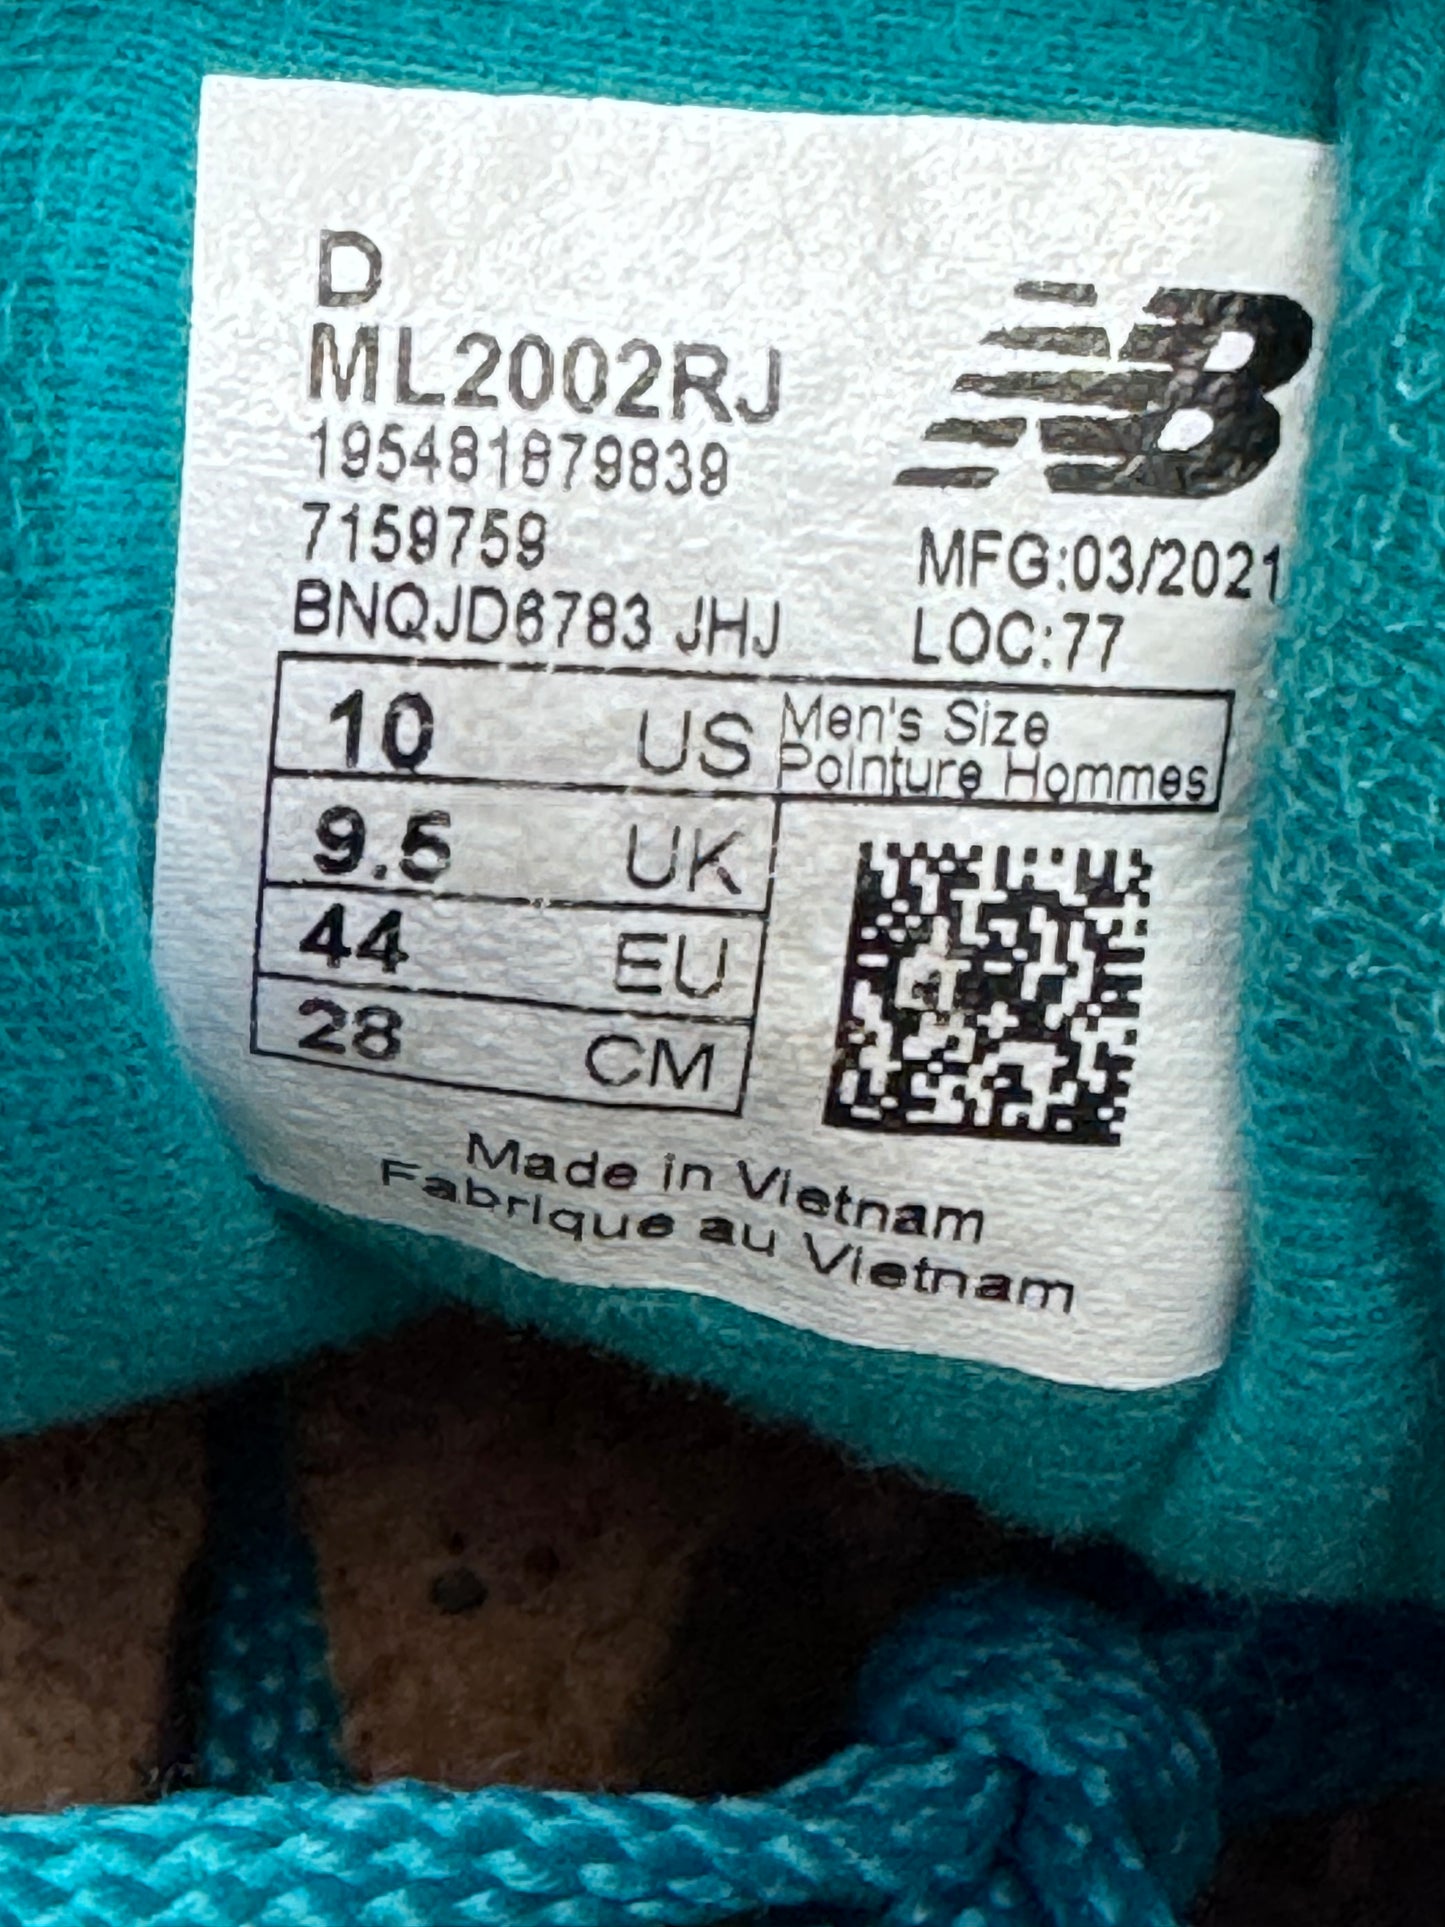 D
ML2002RJ
195481879839
7159759
BNQJD6783 JHJ
NB
MFG:03/2021
LOC:77
10 US
Men's Size
Pointure Hommes
9.5 UK
44 EU
28 CM
Made in Vietnam
Fabrique au Vietnam